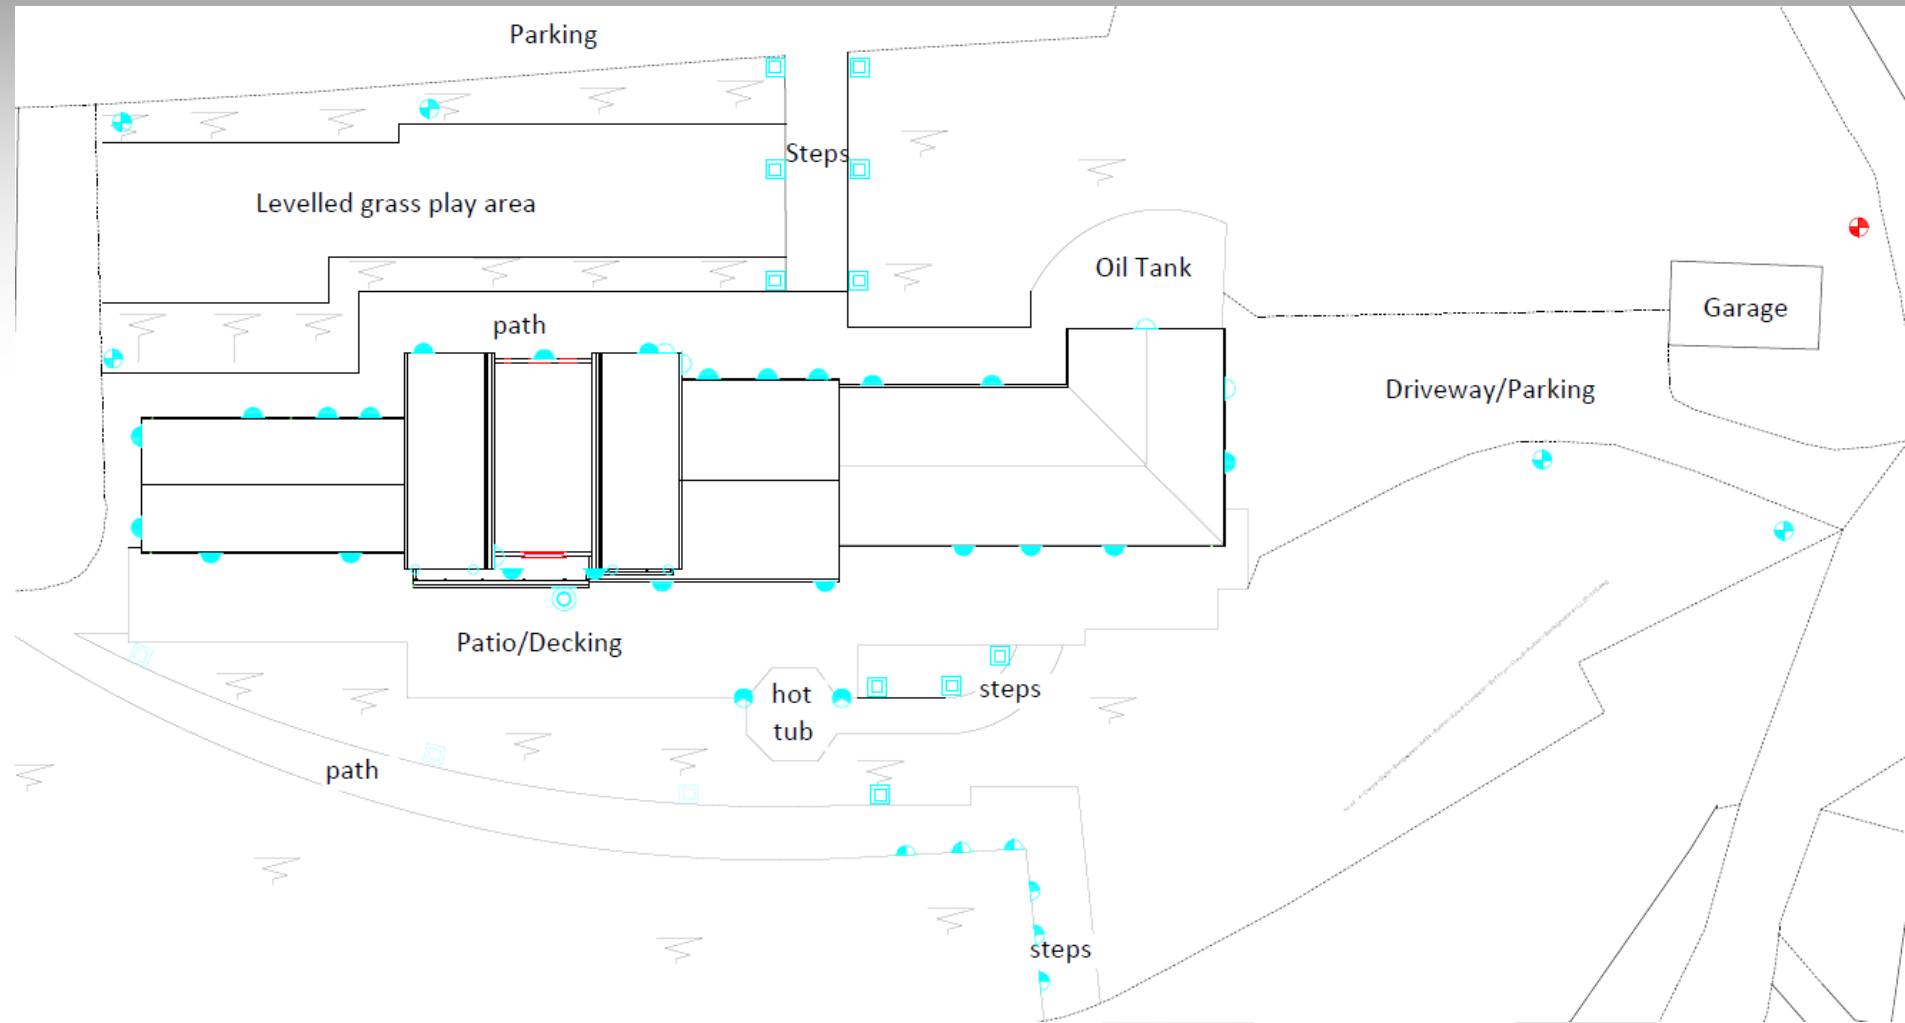 Parking
Steps
Levelled grass play area
Oil Tank
path
Garage
Driveway/Parking
Patio/Decking
hot
tub
steps
path
steps